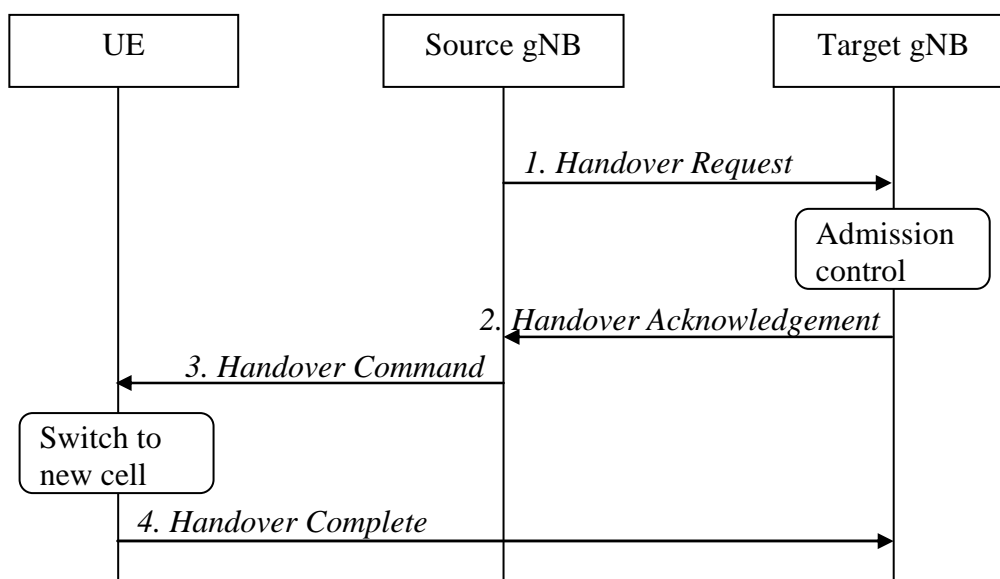 UE
Source gNB
Target gNB
1. Handover Request
Admission
control
2. Handover Acknowledgement
3. Handover Command
Switch to
new cell
4. Handover Complete